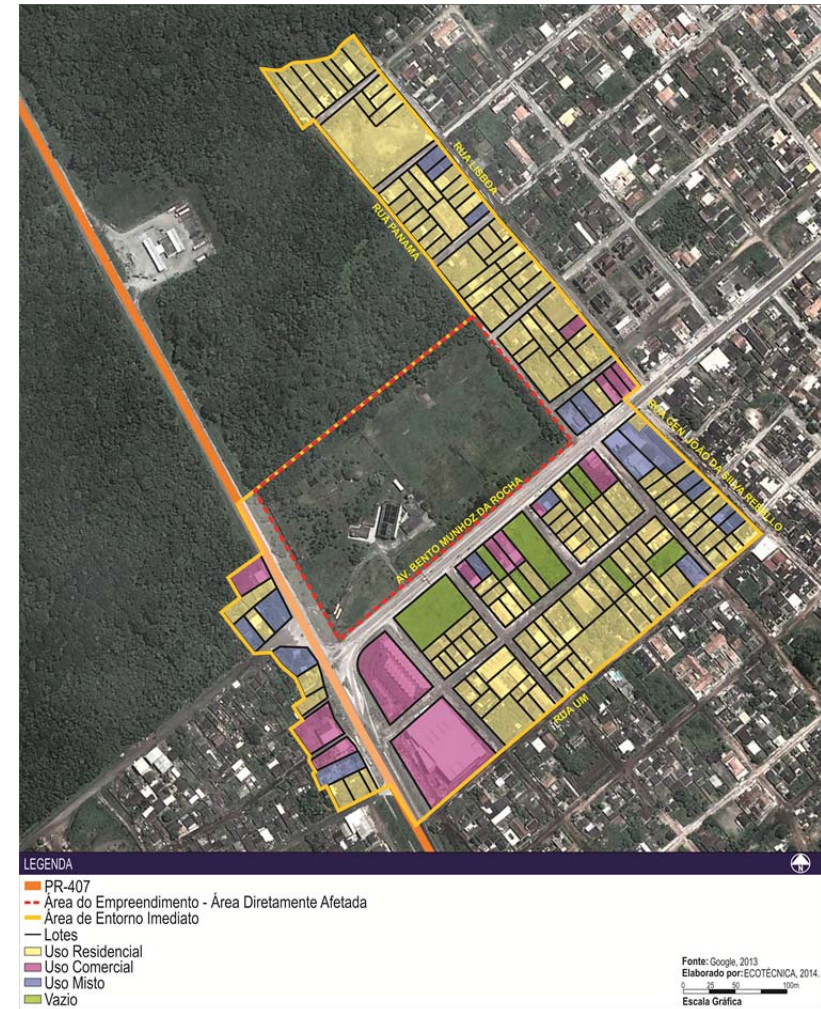 RUA LISBOA
RUA PANAMA
RUA GEN. JOÃO DA SILVA REBELLO
AV. BENTO MUNHOZ DA ROCHA
RUA UM
LEGENDA
N
PR-407
Área do Empreendimento - Área Diretamente Afetada
Área de Entorno Imediato
Lotes
Uso Residencial
Uso Comercial
Uso Misto
Vazio
Fonte: Google, 2013
Elaborado por: ECOTÉCNICA, 2014.
0 25 50 100m
Escala Gráfica